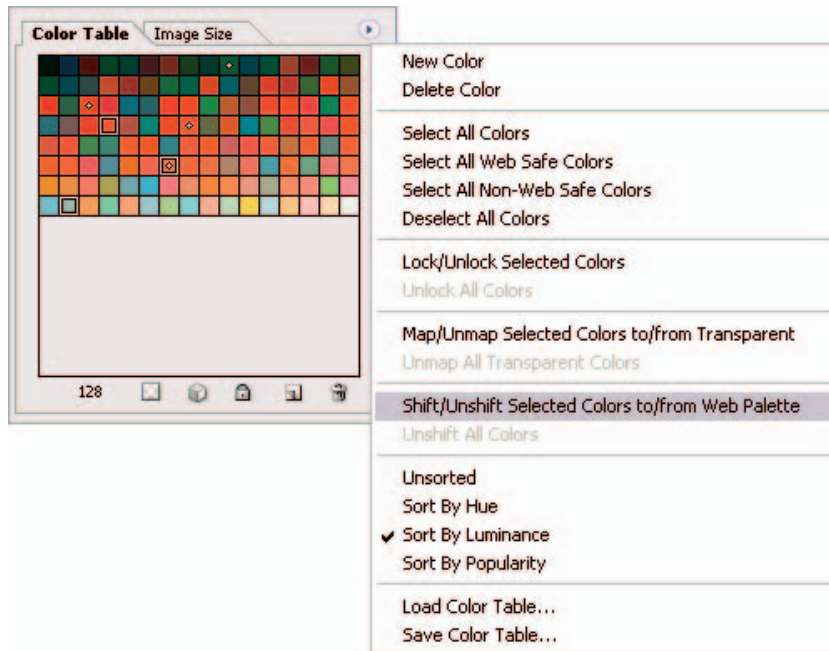 Color Table
Image Size
New Color
Delete Color
Select All Colors
Select All Web Safe Colors
Select All Non-Web Safe Colors
Deselect All Colors
Lock/Unlock Selected Colors
Unlock All Colors
Map/Unmap Selected Colors to/from Transparent
Unmap All Transparent Colors
Shift/Unshift Selected Colors to/from Web Palette
Unshift All Colors
Unsorted
Sort By Hue
Sort By Luminance
Sort By Popularity
Load Color Table...
Save Color Table...
128